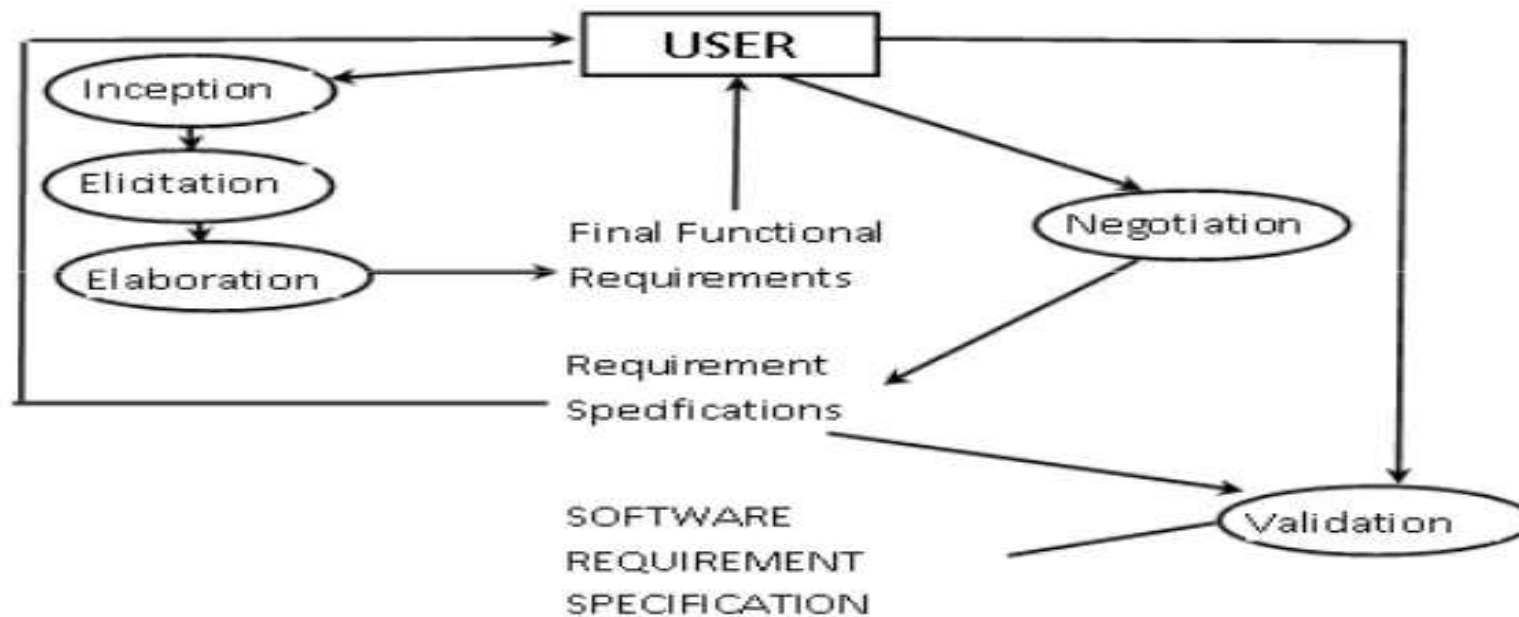 USER
Inception
Elicitation
Elaboration
Final Functional
Requirements
Negotiation
Requirement
Specifications
SOFTWARE
REQUIREMENT
SPECIFICATION
Validation